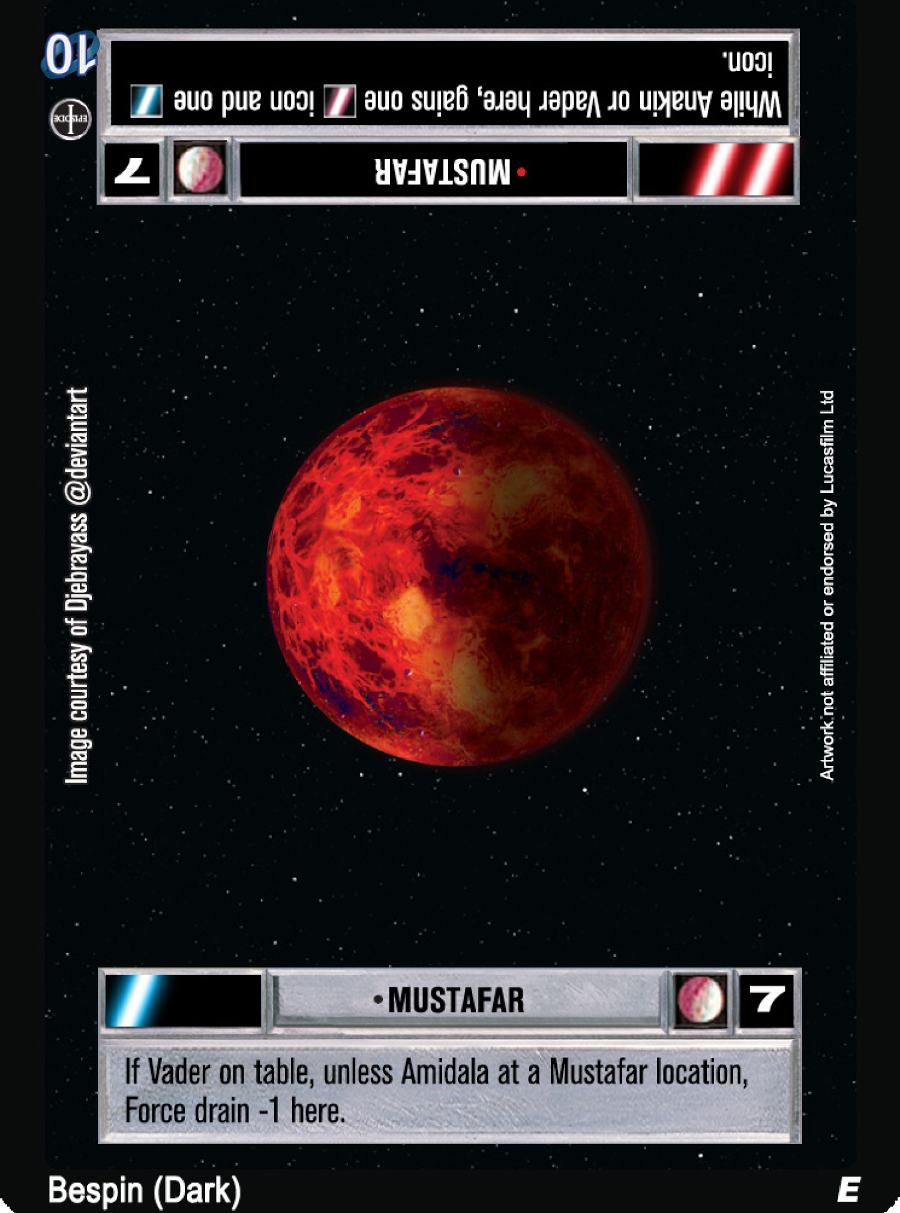 10
EPISODE
I
While Anakin or Vader here, gains one icon and one
icon.
•MUSTAFAR
7
Image courtesy of Djebrayass @deviantart
Artwork not affiliated or endorsed by Lucasfilm Ltd
•MUSTAFAR
7
If Vader on table, unless Amidala at a Mustafar location,
Force drain -1 here.
Bespin (Dark)
E